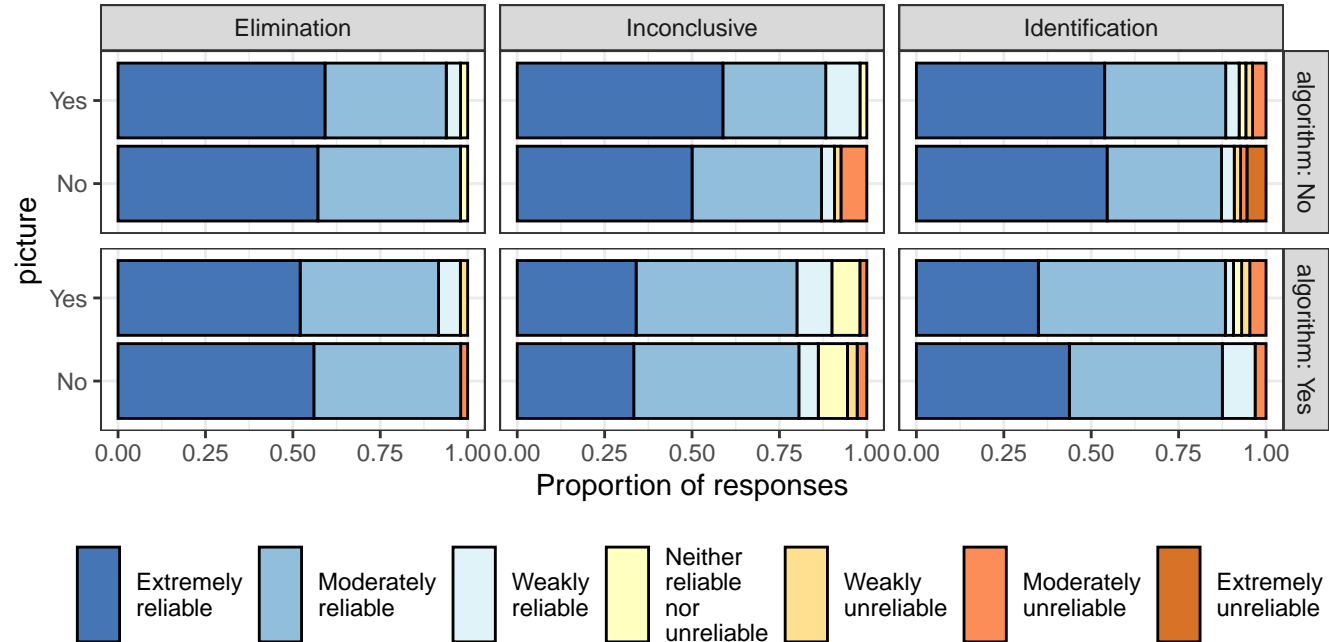 Elimination
Inconclusive
Identification
picture
Yes
No
algorithm: No
Yes
No
algorithm: Yes
0.00 0.25 0.50 0.75 1.00 0.00 0.25 0.50 0.75 1.00 0.00 0.25 0.50 0.75 1.00
Proportion of responses
Extremely
reliable
Moderately
reliable
Weakly
reliable
Neither
reliable
nor
unreliable
Weakly
unreliable
Moderately
unreliable
Extremely
unreliable